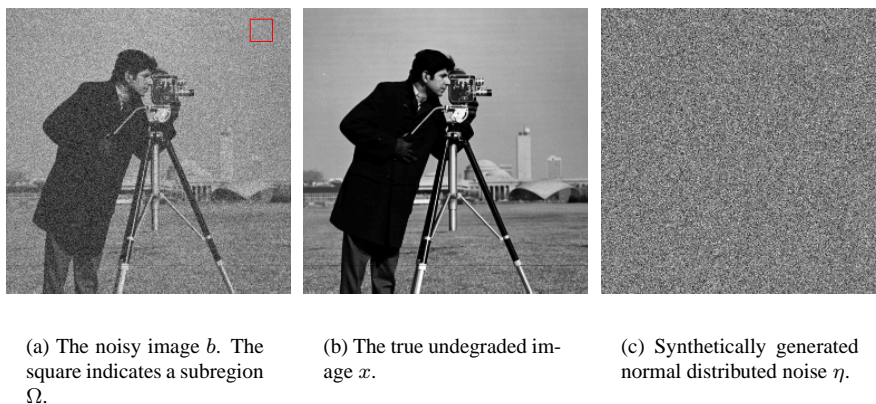 (a) The noisy image b. The
square indicates a subregion
Ω.
(b) The true undegraded im-
age x.
(c) Synthetically generated
normal distributed noise η.